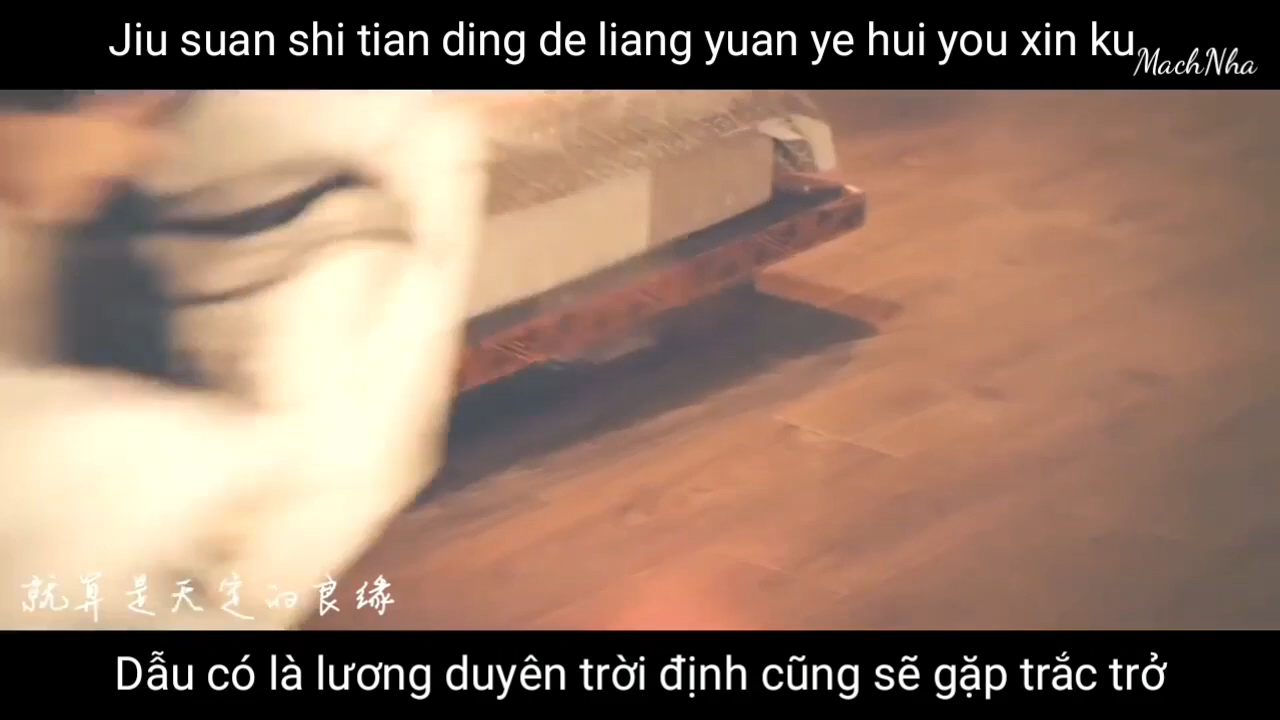 Jiu suan shi tian ding de liang yuan ye hui you xin ku
MachNha
就算是天定的良缘
Dẫu có là lương duyên trời định cũng sẽ gặp trắc trở